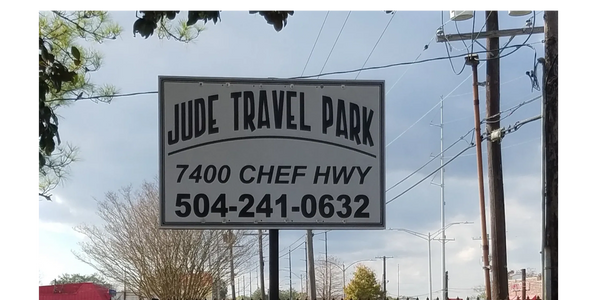 JUDE TRAVEL PARK
7400 CHEF HWY
504-241-0632